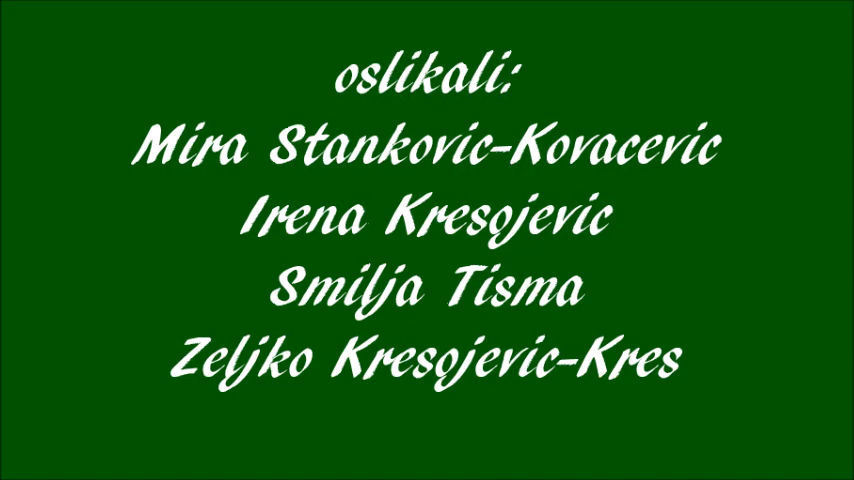 oslikali:
Mira Stankovic-Kovacevic
Irena Kresojevic
Smilja Tisma
Zeljko Kresojevic-Kres